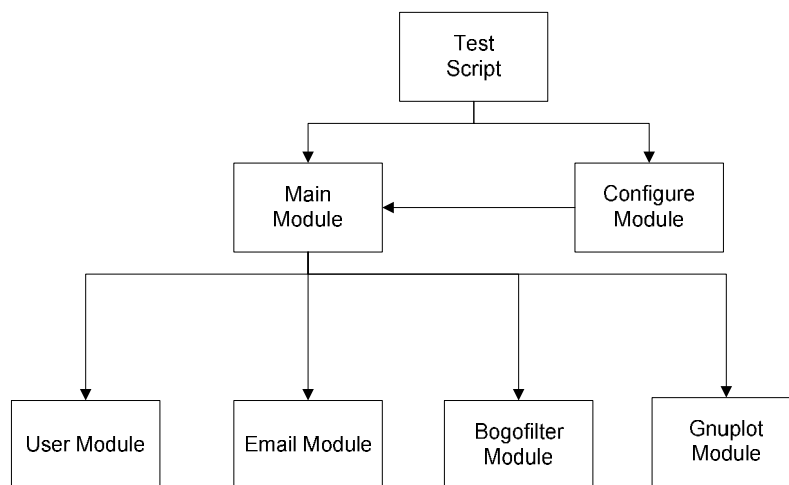 Test
Script
Main
Module
Configure
Module
User Module
Email Module
Bogofilter
Module
Gnuplot
Module